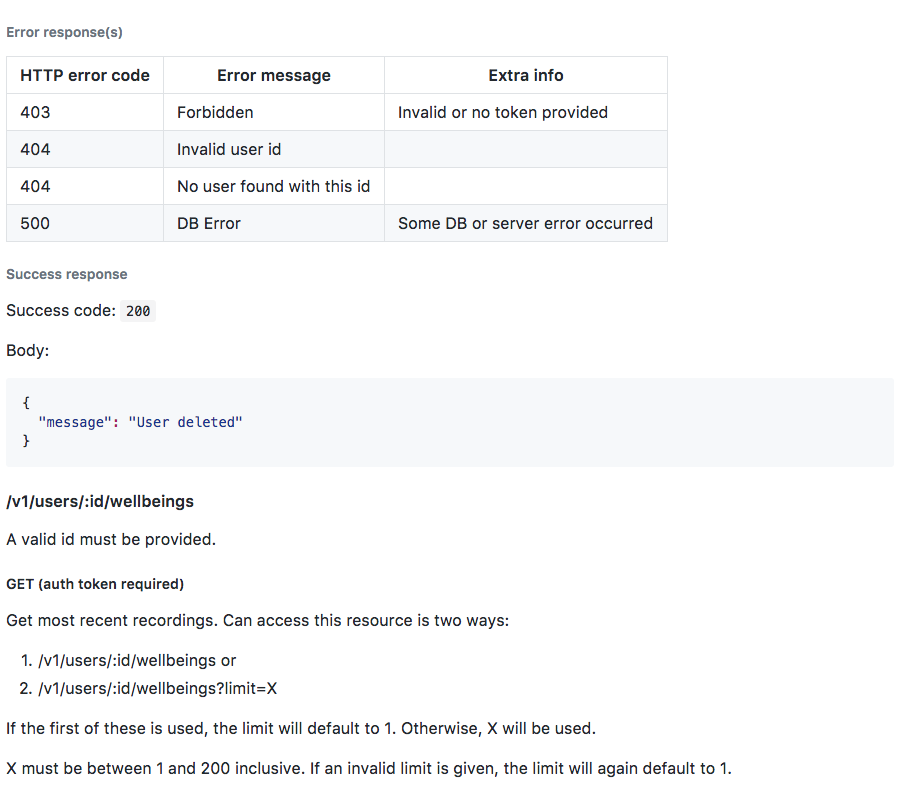 Error response(s)
HTTP error code Error message Extra info
403 Forbidden Invalid or no token provided
404 Invalid user id
404 No user found with this id
500 DB Error Some DB or server error occurred
Success response
Success code: 200
Body:
{
"message": "User deleted"
}
/v1/users/:id/wellbeings
A valid id must be provided.
GET (auth token required)
Get most recent recordings. Can access this resource is two ways:
1. /v1/users/:id/wellbeings or
2. /v1/users/:id/wellbeings?limit=X
If the first of these is used, the limit will default to 1. Otherwise, X will be used.
X must be between 1 and 200 inclusive. If an invalid limit is given, the limit will again default to 1.